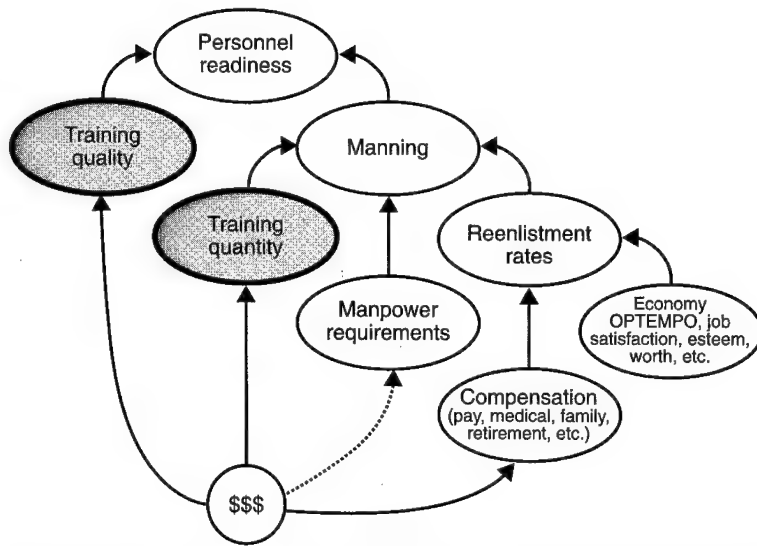 Personnel
readiness
Training
quality
Manning
Training
quantity
Reenlistment
rates
Manpower
requirements
Economy
OPTEMPO, job
satisfaction, esteem,
worth, etc.
Compensation
(pay, medical, family,
retirement, etc.)
$$$